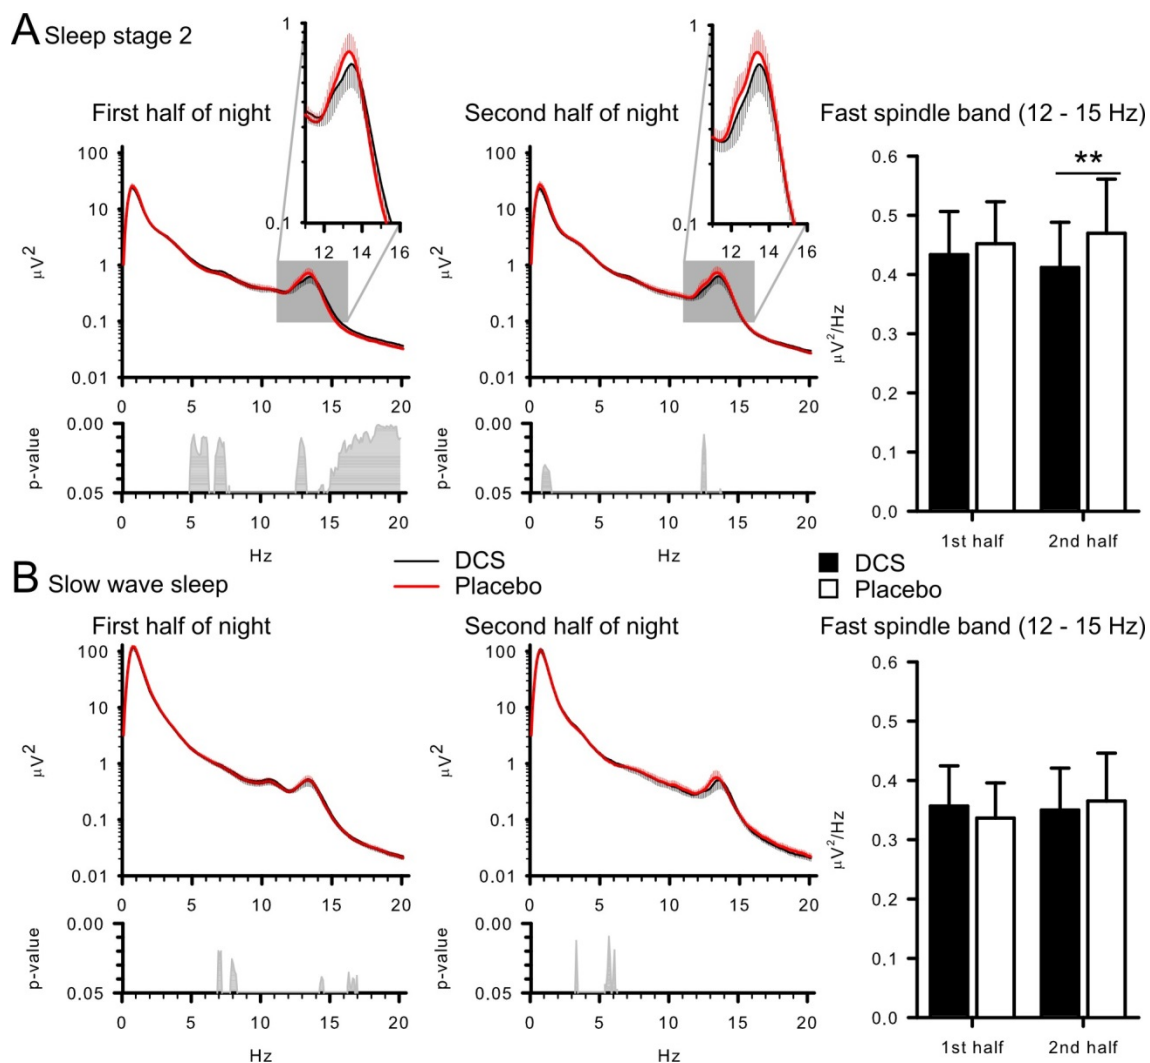 A Sleep stage 2
First half of night
Second half of night
Fast spindle band (12 - 15 Hz)
1
0.1
12 14 16
1
0.1
12 14 16
100
10
1
0.1
0.01
µV2
0 5 10 15 20
100
10
1
0.1
0.01
µV2
0 5 10 15 20
0.6
0.5
0.4
0.3
0.2
0.1
0.0
µV2/Hz
**
1st half 2nd half
0.00
0.05
p-value
0 5 10 15 20
Hz
0.00
0.05
p-value
0 5 10 15 20
Hz
DCS
Placebo
DCS
Placebo
B Slow wave sleep
First half of night
Second half of night
Fast spindle band (12 - 15 Hz)
100
10
1
0.1
0.01
µV2
0 5 10 15 20
100
10
1
0.1
0.01
µV2
0 5 10 15 20
0.6
0.5
0.4
0.3
0.2
0.1
0.0
µV2/Hz
1st half 2nd half
0.00
0.05
p-value
0 5 10 15 20
Hz
0.00
0.05
p-value
0 5 10 15 20
Hz